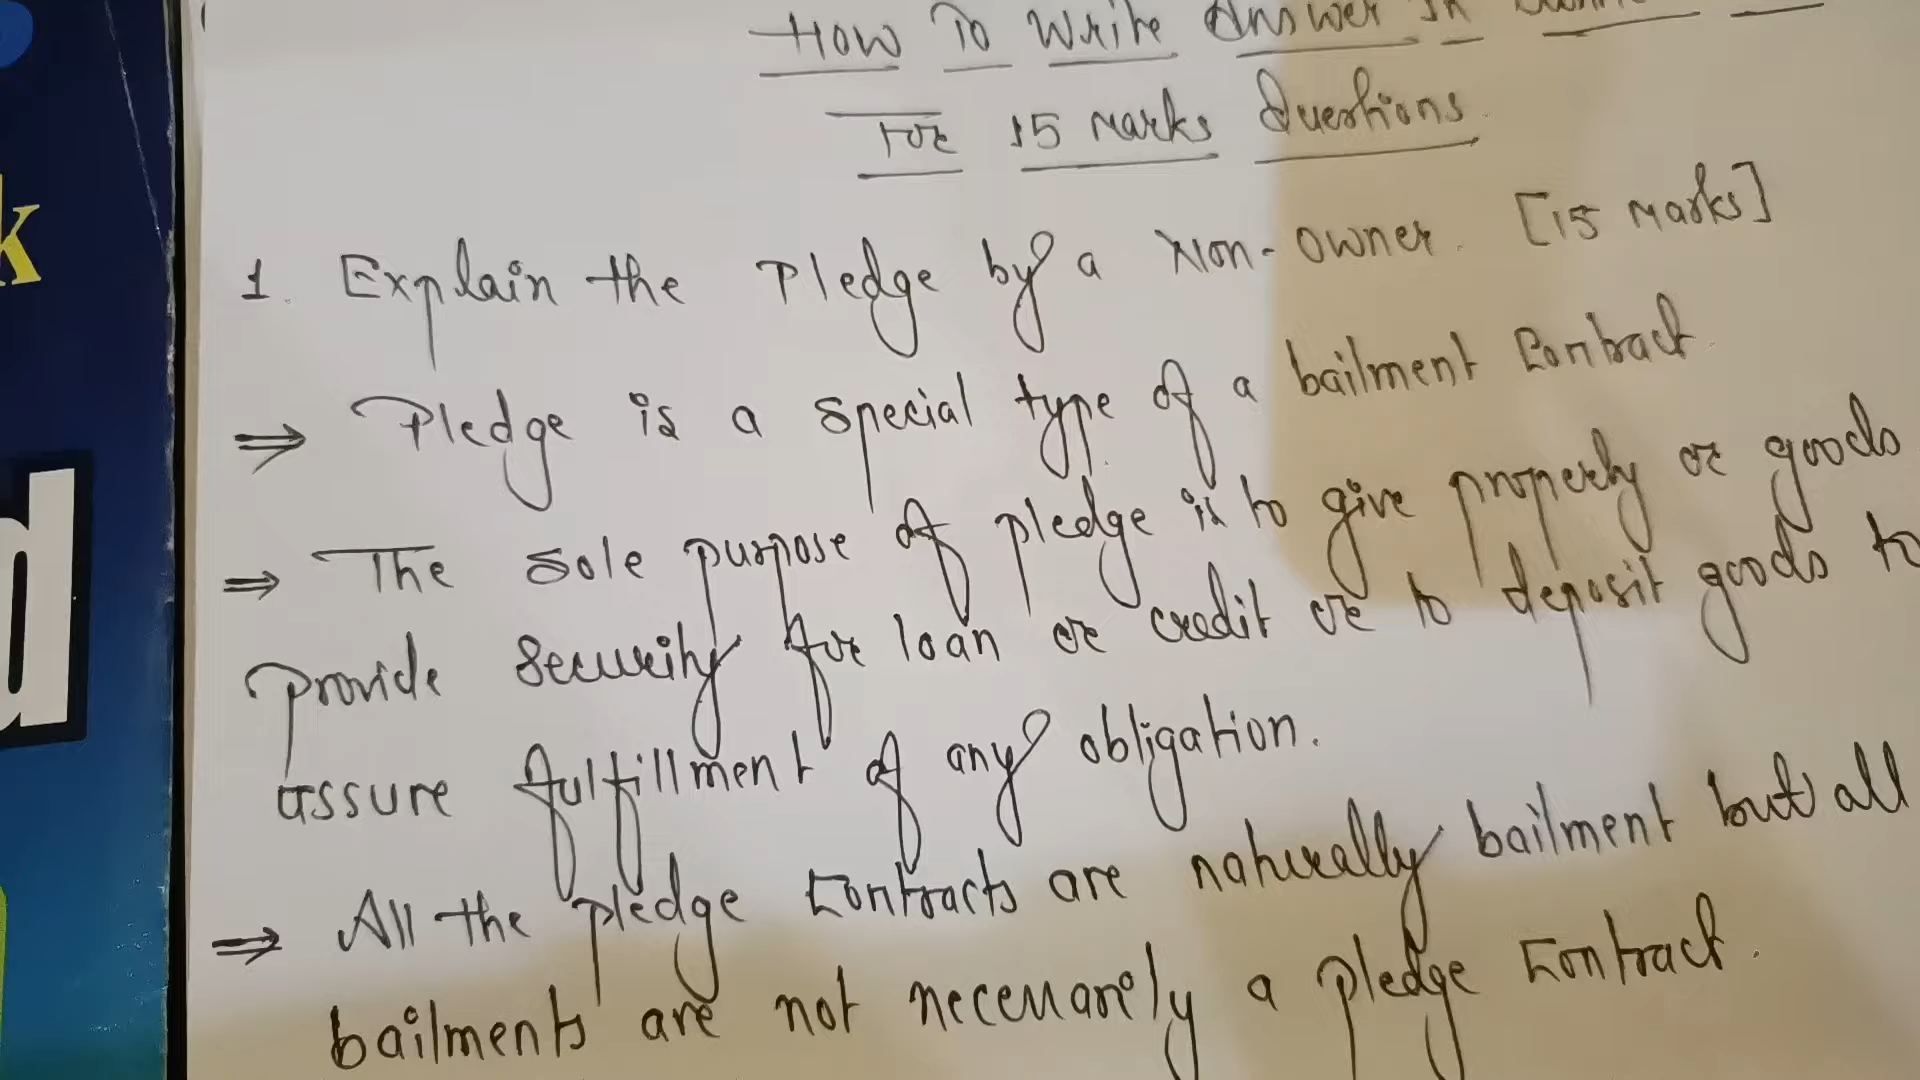 How To Write Answer In
For 15 Marks Questions.
1. Explain the Pledge by a Non-owner. [15 Marks]
⇒ Pledge is a special type of a bailment Contract.
⇒ The sole purpose of pledge is to give property or goods
provide security for loan or credit or to deposit goods to
assure fulfillment of any obligation.
⇒ All the pledge Contracts are naturally bailment but all
bailments are not necessarily a pledge Contract.
k
d